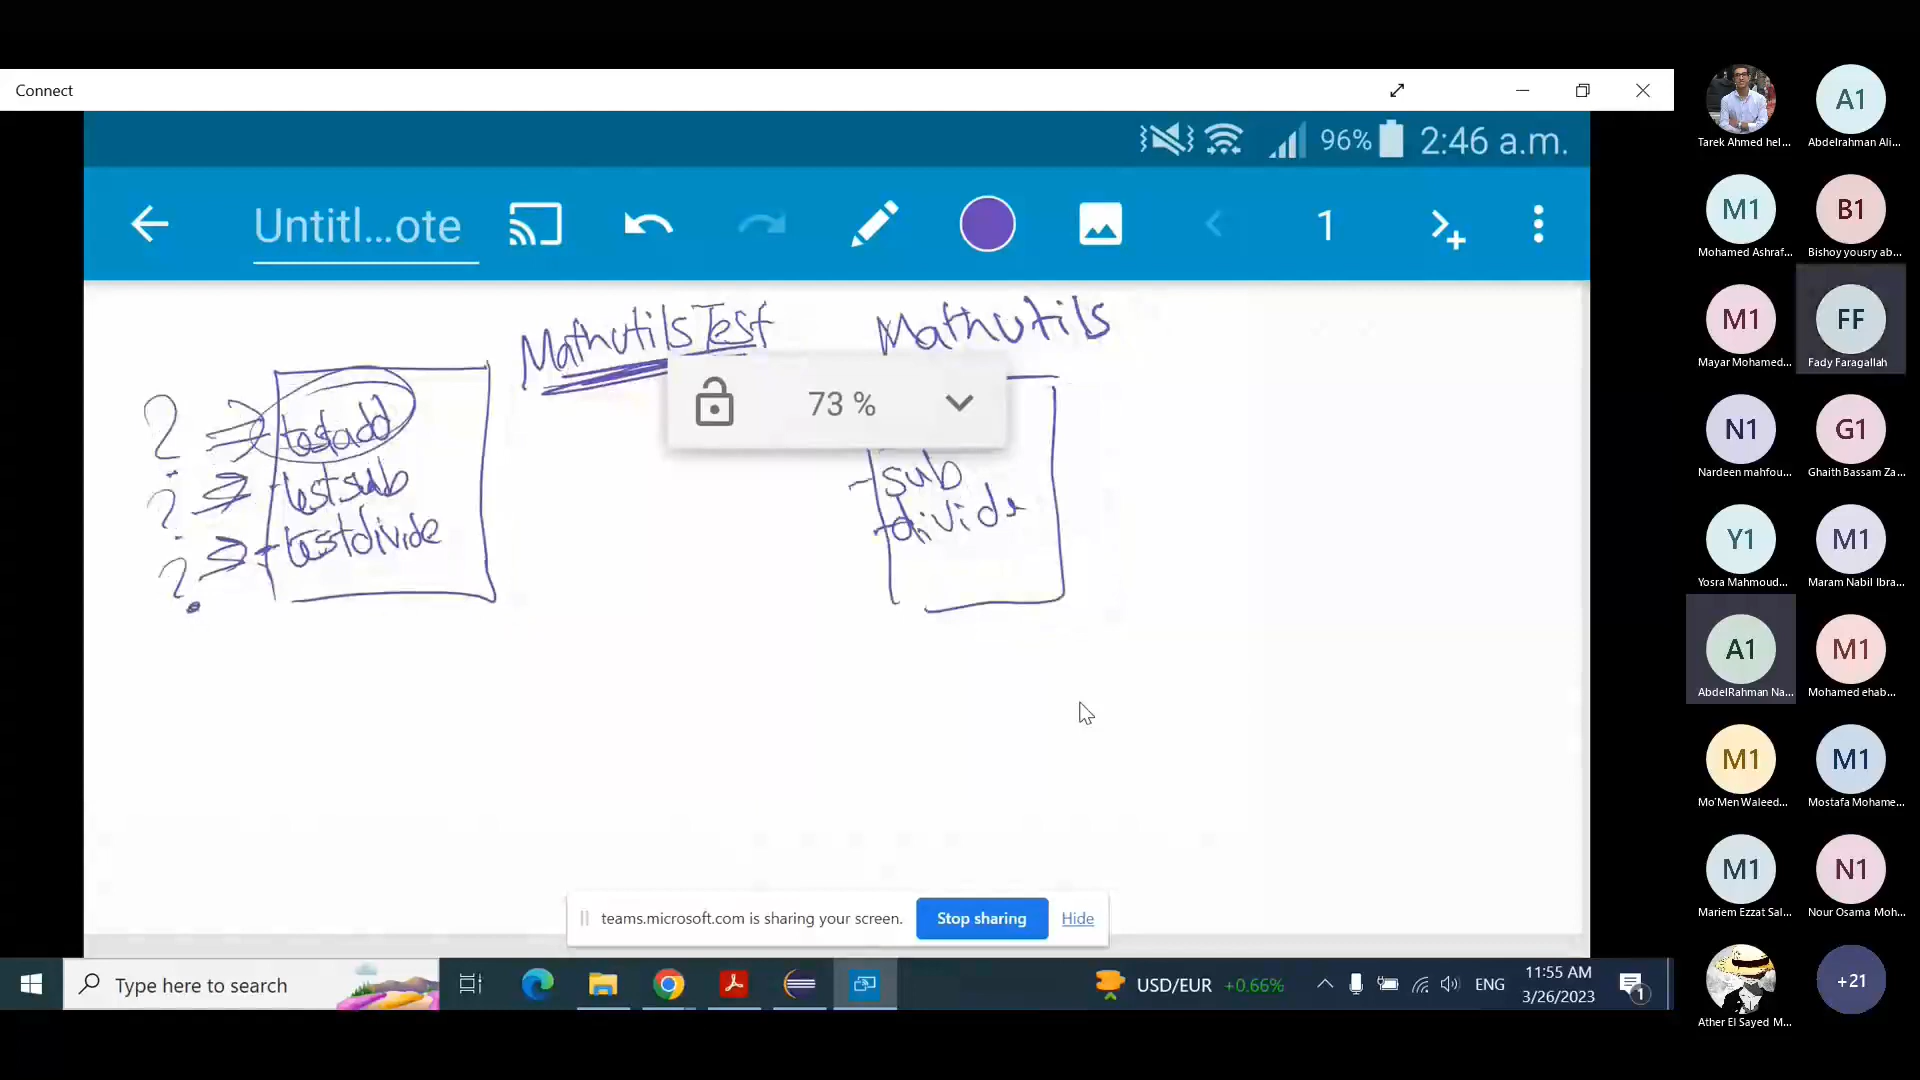 Connect
96% 2:46 a.m.
Untitl...ote
1
MathutilsTest
Mathutils
73 %
? testadd
? testsub
? - testdivide
- sub
- divide
teams.microsoft.com is sharing your screen. Stop sharing Hide
Type here to search
USD/EUR +0.66%
ENG
11:55 AM
3/26/2023
1
Tarek Ahmed hel...
A1
Abdelrahman Ali...
M1
Mohamed Ashraf...
B1
Bishoy yousry ab...
M1
Mayar Mohamed...
FF
Fady Faragallah
N1
Nardeen mahfou...
G1
Ghaith Bassam Za...
Y1
Yosra Mahmoud...
M1
Maram Nabil Ibra...
A1
AbdelRahman Na...
M1
Mohamed ehab...
M1
Mo'Men Waleed...
M1
Mostafa Mohame...
M1
Mariem Ezzat Sal...
N1
Nour Osama Moh...
Ather El Sayed M...
+21